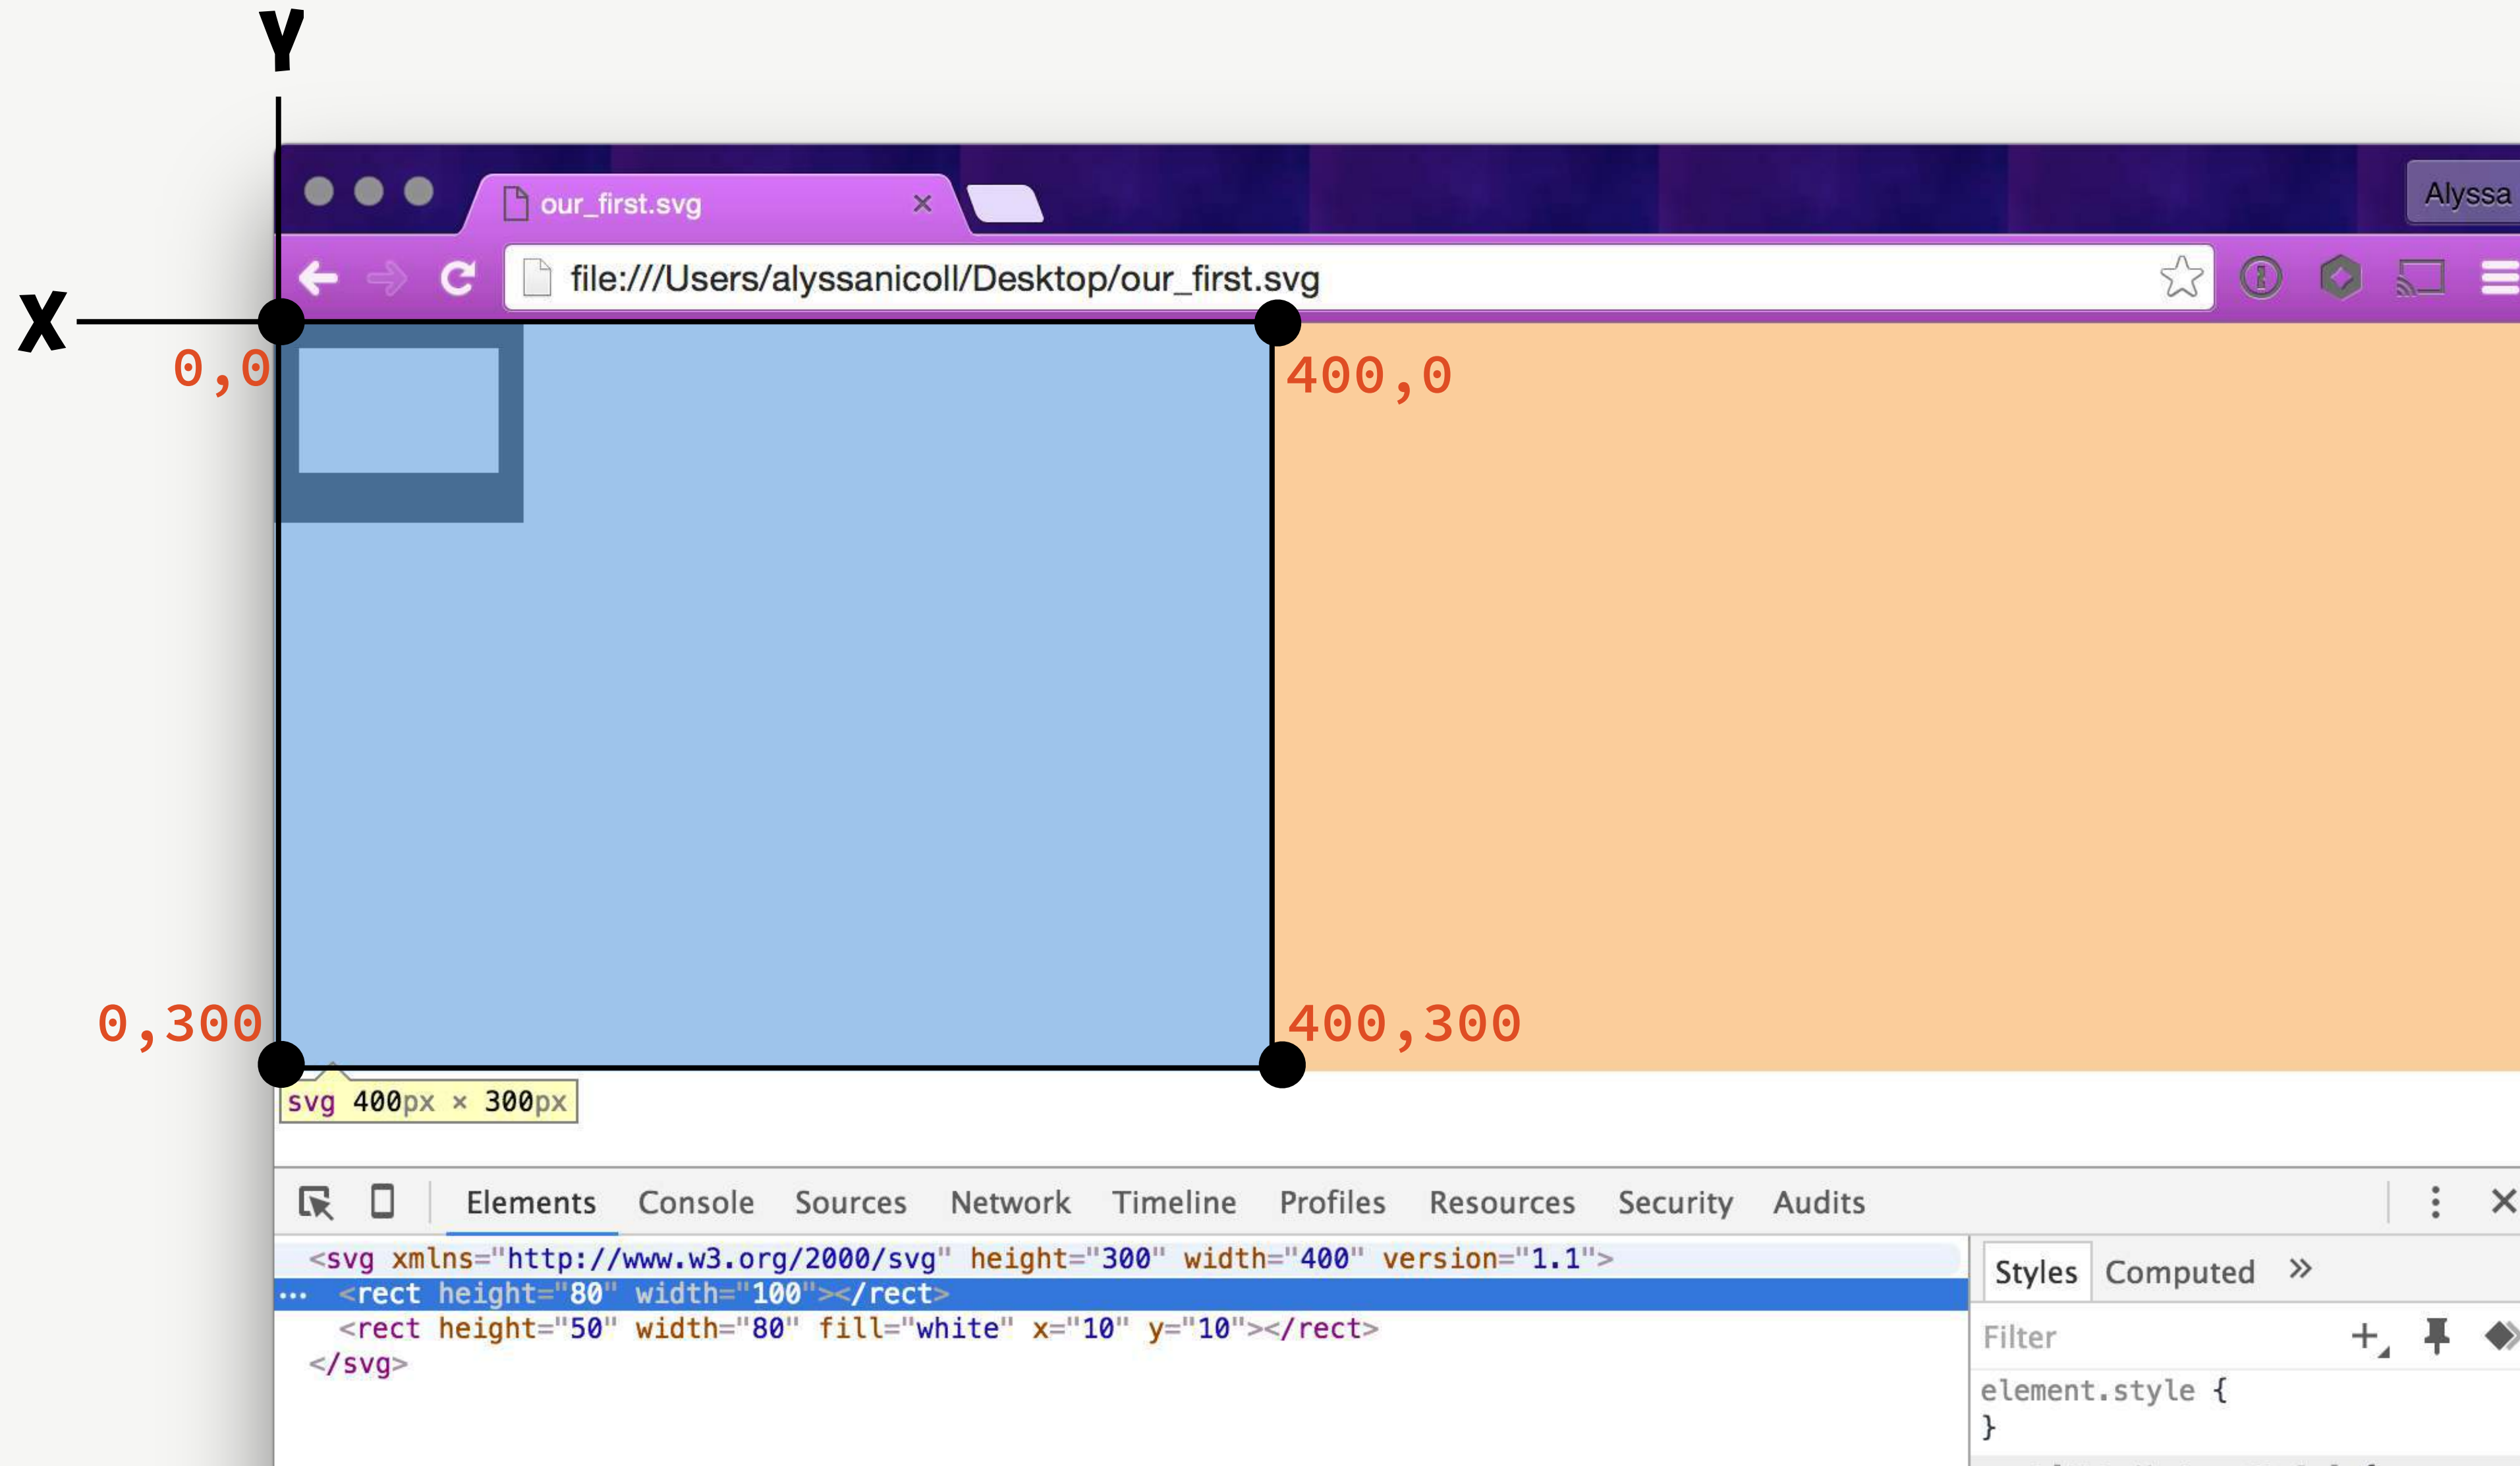 Y
our_first.svg
Alyssa
file:///Users/alyssanicoll/Desktop/our_first.svg
X
0,0
400,0
0,300
400,300
svg 400px × 300px
Elements Console Sources Network Timeline Profiles Resources Security Audits
<svg xmlns="http://www.w3.org/2000/svg" height="300" width="400" version="1.1">
... <rect height="80" width="100"></rect>
<rect height="50" width="80" fill="white" x="10" y="10"></rect>
</svg>
Styles Computed »
Filter
element.style {
}